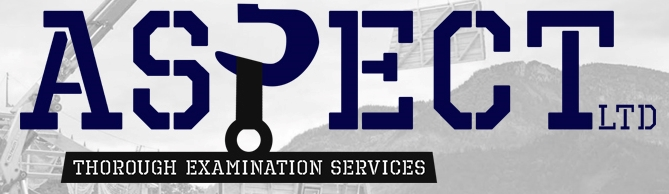 ASPECT LTD
THOROUGH EXAMINATION SERVICES